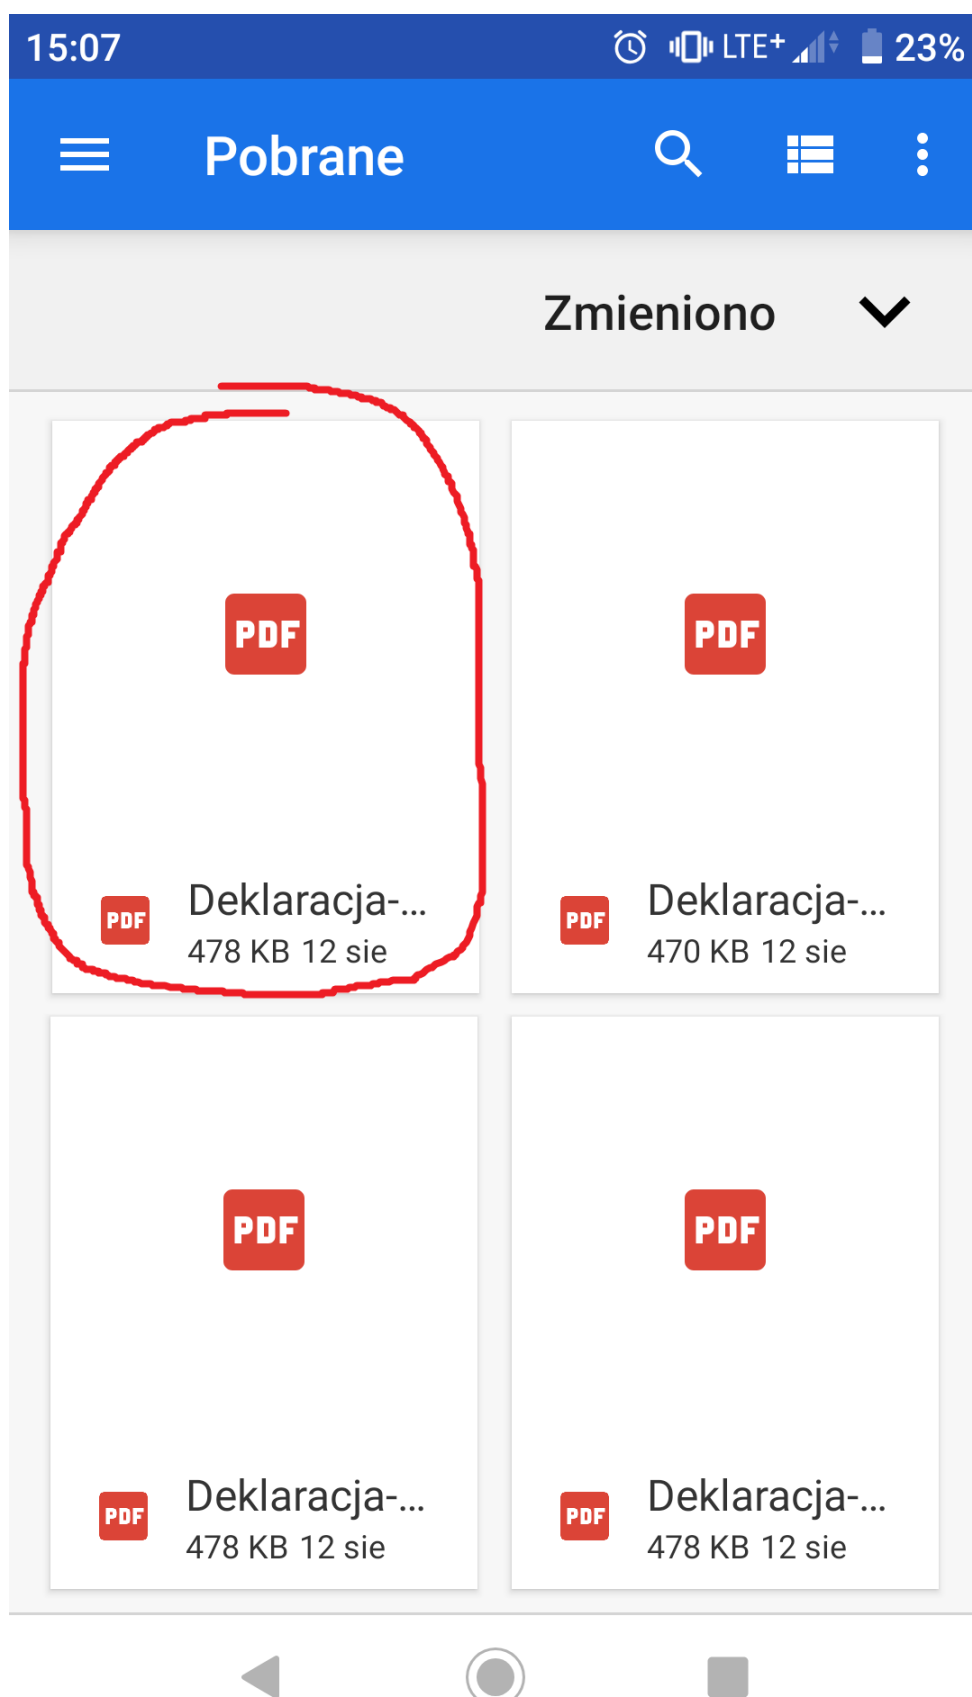 15:07 LTE+ 23%
Pobrane
Zmieniono
PDF PDF
PDF Deklaracja-... PDF Deklaracja-...
478 KB 12 sie 470 KB 12 sie
PDF PDF
PDF Deklaracja-... PDF Deklaracja-...
478 KB 12 sie 478 KB 12 sie